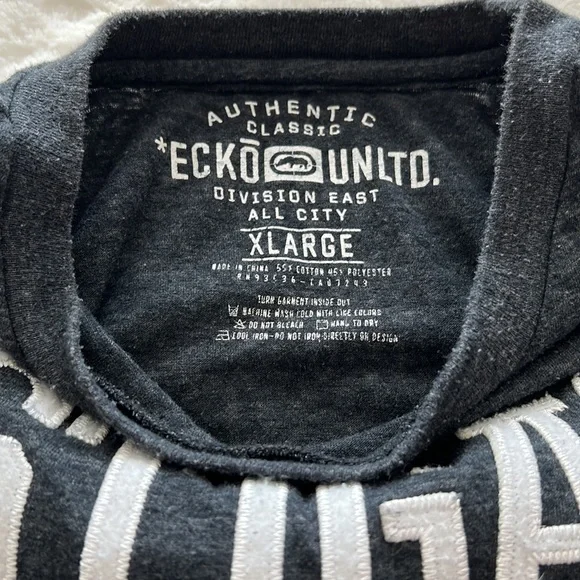 AUTHENTIC
CLASSIC
*ECKŌ UNLTD.
DIVISION EAST
ALL CITY
XLARGE
MADE IN CHINA 55% COTTON 45% POLYESTER
TURN GARMENT INSIDE OUT
MACHINE WASH COLD WITH LIKE COLORS
DO NOT BLEACH HANG TO DRY
COOL IRON-DO NOT IRON DIRECTLY ON DESIGN